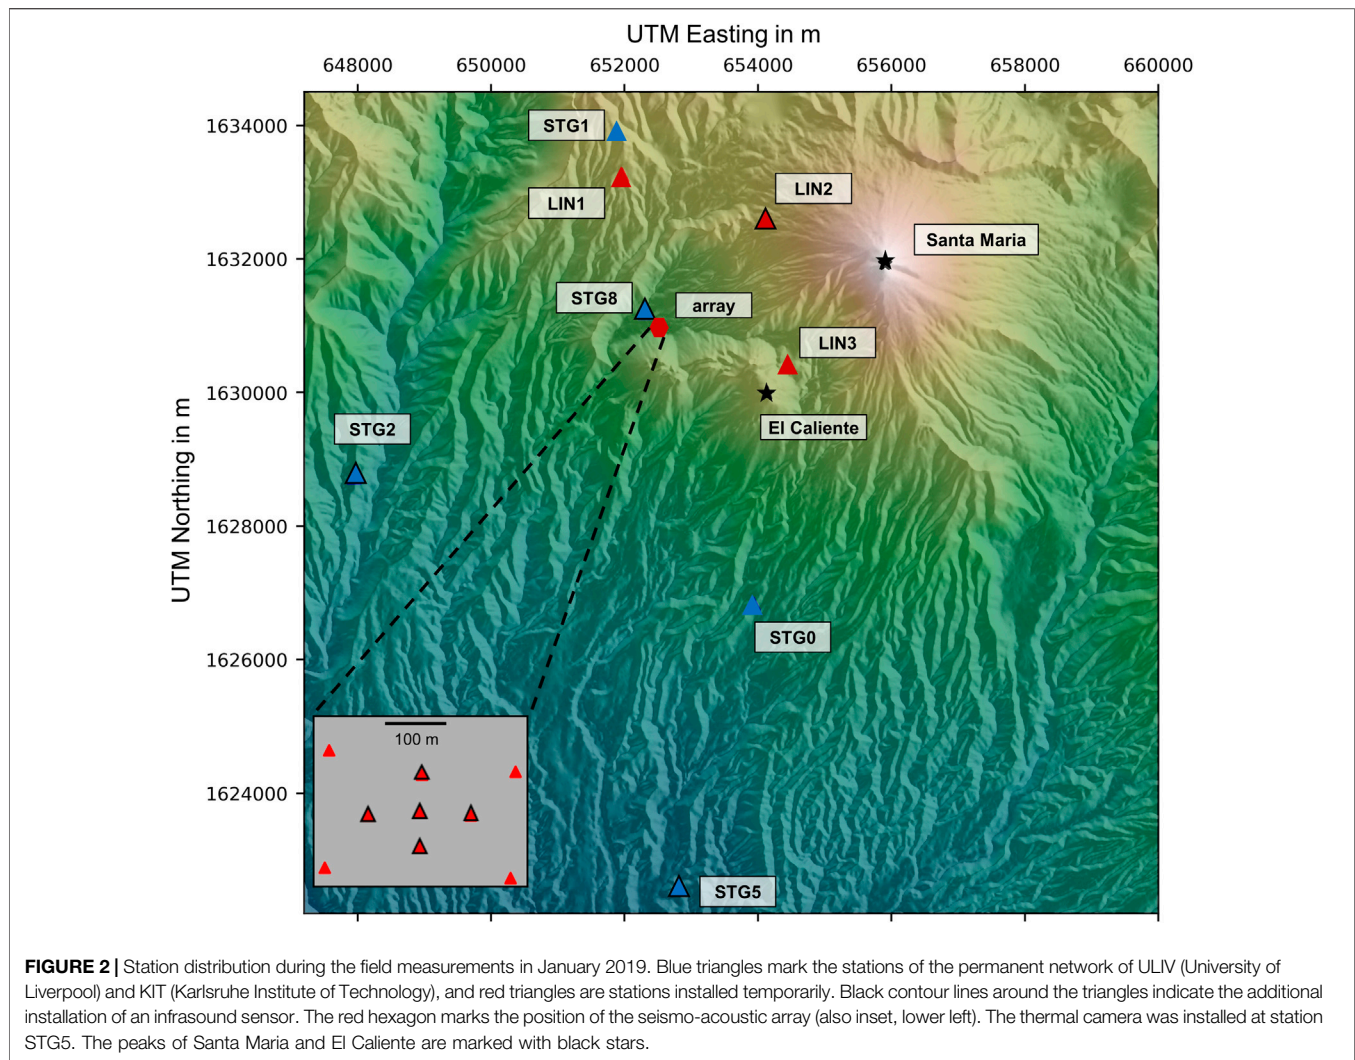 UTM Easting in m
648000 650000 652000 654000 656000 658000 660000
1634000
STG1
LIN2
LIN1
Santa Maria
1632000
STG8
array
LIN3
1630000
El Caliente
STG2
UTM Northing in m
1628000
STG0
1626000
100 m
1624000
STG5
FIGURE 2 | Station distribution during the field measurements in January 2019. Blue triangles mark the stations of the permanent network of ULIV (University of
Liverpool) and KIT (Karlsruhe Institute of Technology), and red triangles are stations installed temporarily. Black contour lines around the triangles indicate the additional
installation of an infrasound sensor. The red hexagon marks the position of the seismo-acoustic array (also inset, lower left). The thermal camera was installed at station
STG5. The peaks of Santa Maria and El Caliente are marked with black stars.